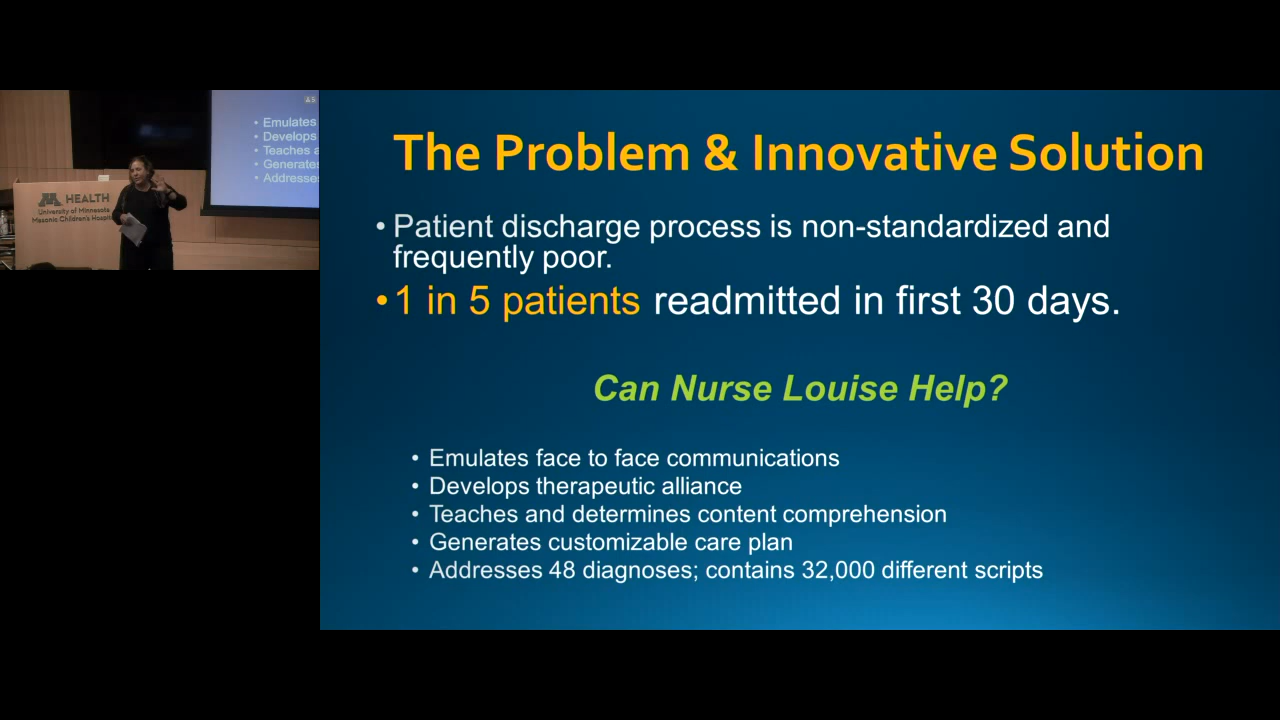 A5
• Emulates
• Develops
• Teaches a
• Generates
• Addresses
M HEALTH
University of Minnesota
Masonic Children's Hospit
The Problem & Innovative Solution
• Patient discharge process is non-standardized and
frequently poor.
• 1 in 5 patients readmitted in first 30 days.
Can Nurse Louise Help?
• Emulates face to face communications
• Develops therapeutic alliance
• Teaches and determines content comprehension
• Generates customizable care plan
• Addresses 48 diagnoses; contains 32,000 different scripts